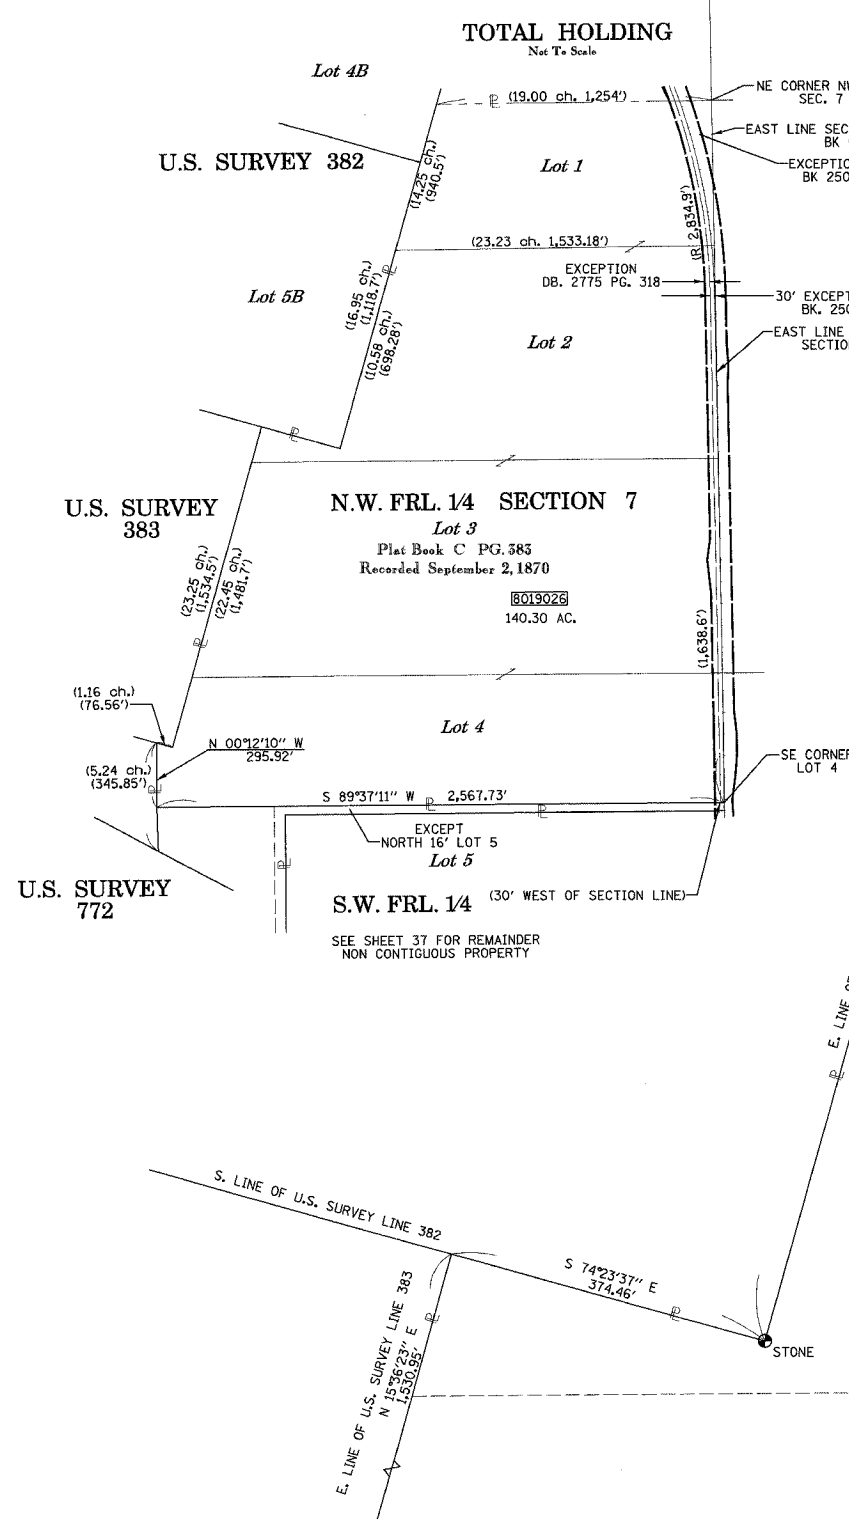 TOTAL HOLDING
Not To Scale
Lot 4B
(19.00 ch. 1,254')
NE CORNER
SEC. 7
EAST LINE SEC
BK
U.S. SURVEY 382
Lot 1
EXCEPTIO
BK 250
(14.25 ch.)
(940.5')
(R 2,834.9')
(23.23 ch. 1,533.18')
EXCEPTION
DB. 2775 PG. 318
(16.95 ch.)
(1,118.7')
Lot 5B
30' EXCEPT
BK. 250
(10.58 ch.)
(698.28')
Lot 2
EAST LINE
SECTIO
U.S. SURVEY
383
N.W. FRL. 1/4 SECTION 7
Lot 3
Plat Book C PG. 383
Recorded September 2, 1870
(23.25 ch.)
(1,534.5')
(22.45 ch.)
(1,481.7')
8019026
140.30 AC.
(1,638.6')
(1.16 ch.)
(76.56')
N 00°12'10" W
295.92'
Lot 4
(5.24 ch.)
(345.85')
SE CORNER
LOT 4
S 89°37'11" W 2,567.73'
EXCEPT
NORTH 16' LOT 5
Lot 5
U.S. SURVEY
772
S.W. FRL. 1/4
(30' WEST OF SECTION LINE)
SEE SHEET 37 FOR REMAINDER
NON CONTIGUOUS PROPERTY
E. LINE OF
S. LINE OF U.S. SURVEY LINE 382
S 74°23'37" E
374.46'
STONE
E. LINE OF U.S. SURVEY LINE 383
N 15°36'23" E
1,530.95'